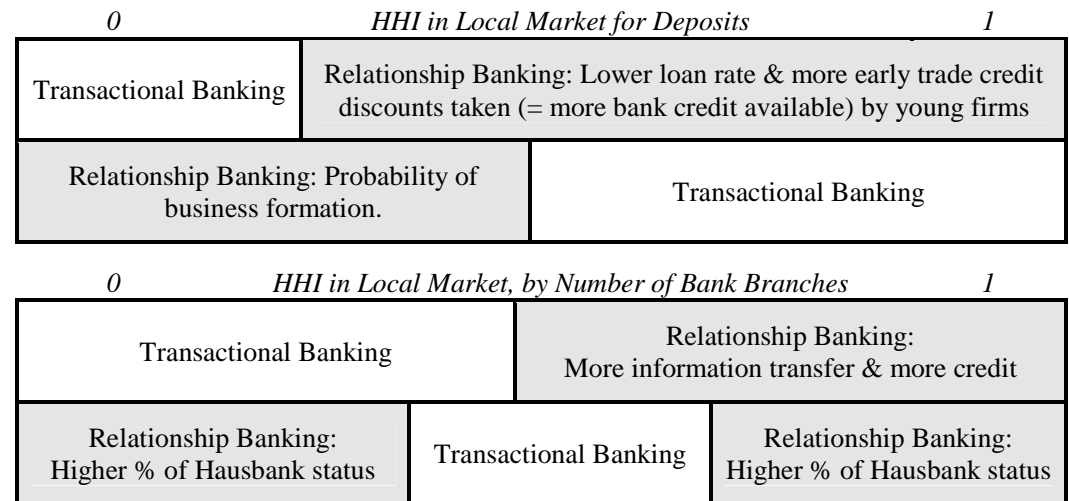 0 HHI in Local Market for Deposits 1
Transactional Banking
Relationship Banking: Lower loan rate & more early trade credit
discounts taken (= more bank credit available) by young firms
Relationship Banking: Probability of
business formation.
Transactional Banking
0 HHI in Local Market, by Number of Bank Branches 1
Transactional Banking
Relationship Banking:
More information transfer & more credit
Relationship Banking:
Higher % of Hausbank status
Transactional Banking
Relationship Banking:
Higher % of Hausbank status